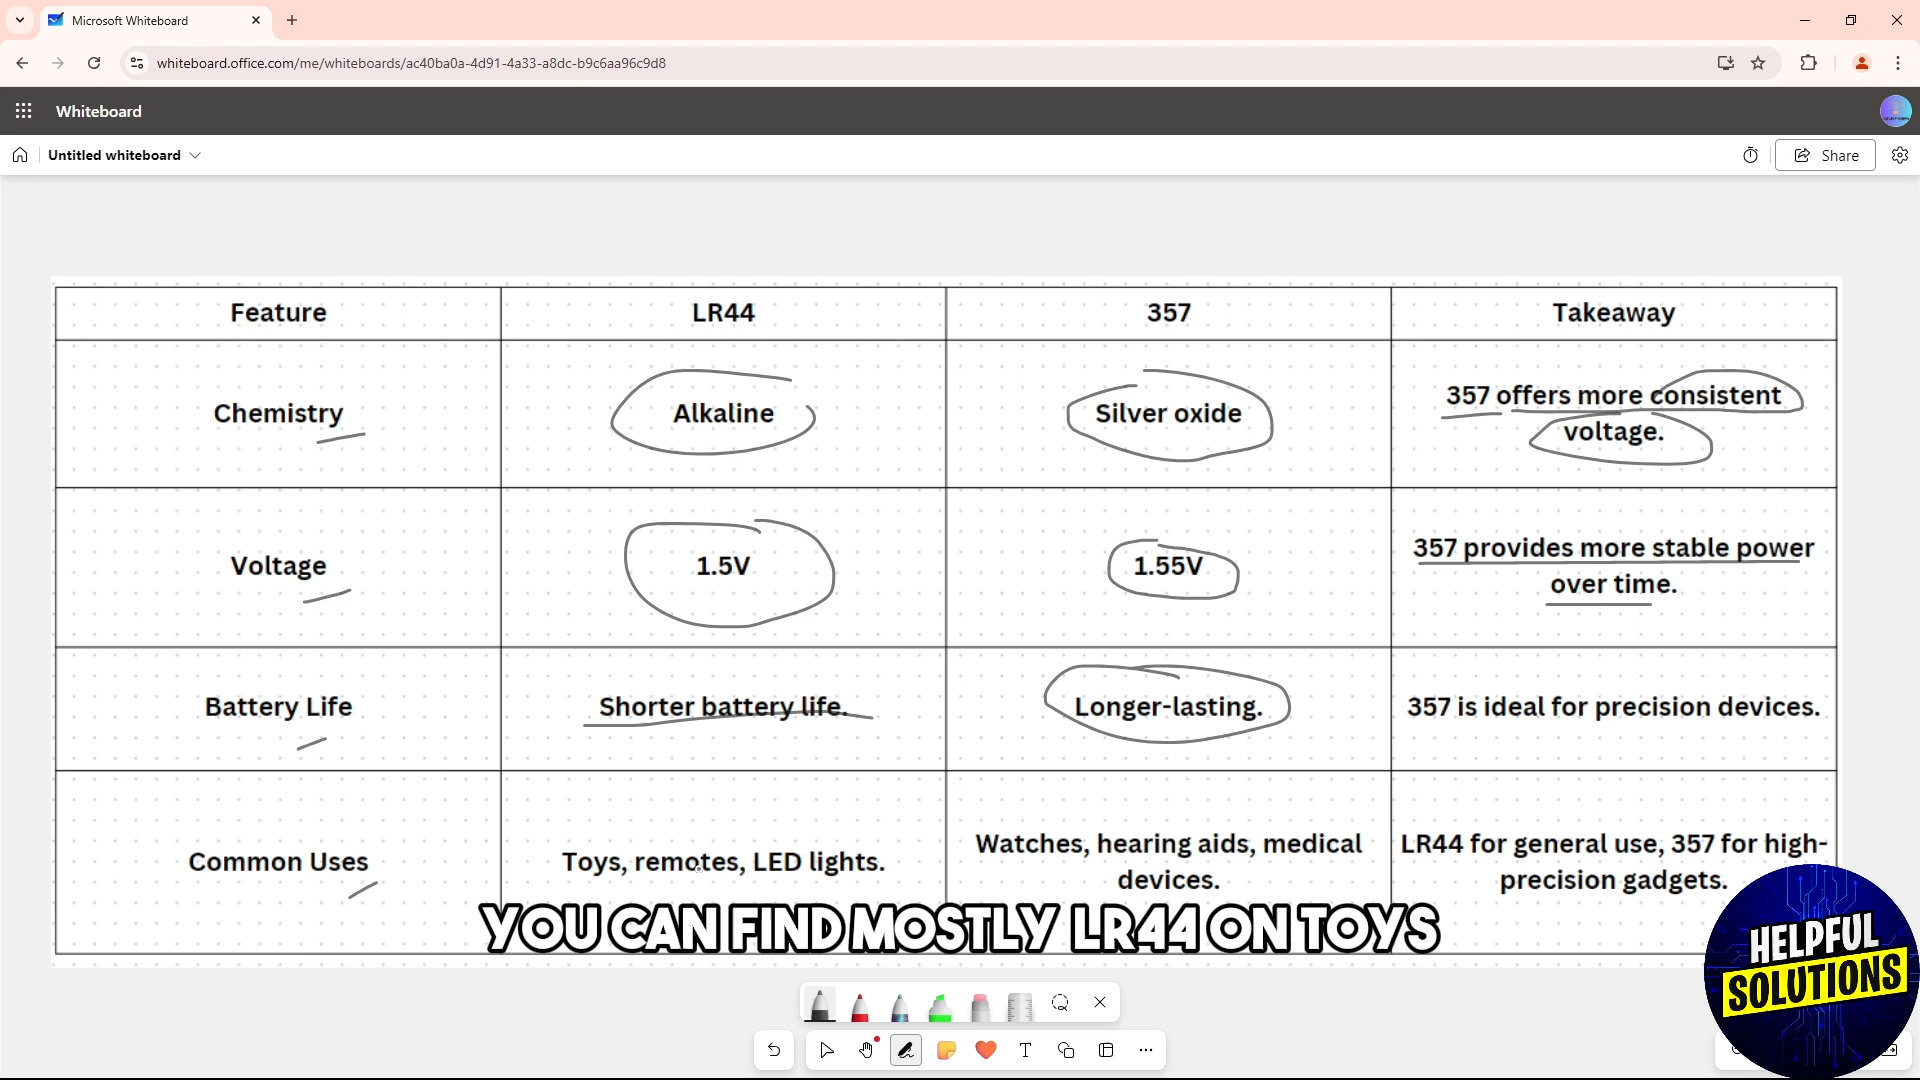 Microsoft Whiteboard
whiteboard.office.com/me/whiteboards/ac40ba0a-4d91-4a33-a8dc-b9c6aa96c9d8
Whiteboard
Untitled whiteboard
Share
Feature
LR44
357
Takeaway
Chemistry
Alkaline
Silver oxide
357 offers more consistent
voltage.
Voltage
1.5V
1.55V
357 provides more stable power
over time.
Battery Life
Shorter battery life.
Longer-lasting.
357 is ideal for precision devices.
Common Uses
Toys, remotes, LED lights.
Watches, hearing aids, medical
devices.
LR44 for general use, 357 for high-
precision gadgets.
YOU CAN FIND MOSTLY LR44 ON TOYS
HELPFUL
SOLUTIONS